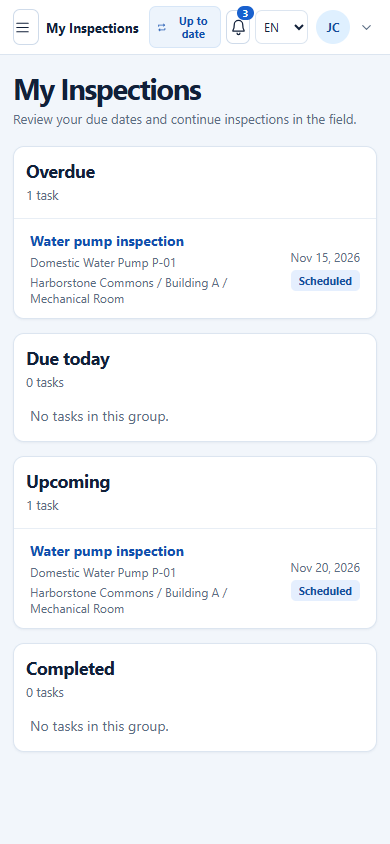 My Inspections
Up to
date
3
EN
JC
My Inspections
Review your due dates and continue inspections in the field.
Overdue
1 task
Water pump inspection
Domestic Water Pump P-01
Harborstone Commons / Building A /
Mechanical Room
Nov 15, 2026
Scheduled
Due today
0 tasks
No tasks in this group.
Upcoming
1 task
Water pump inspection
Domestic Water Pump P-01
Harborstone Commons / Building A /
Mechanical Room
Nov 20, 2026
Scheduled
Completed
0 tasks
No tasks in this group.